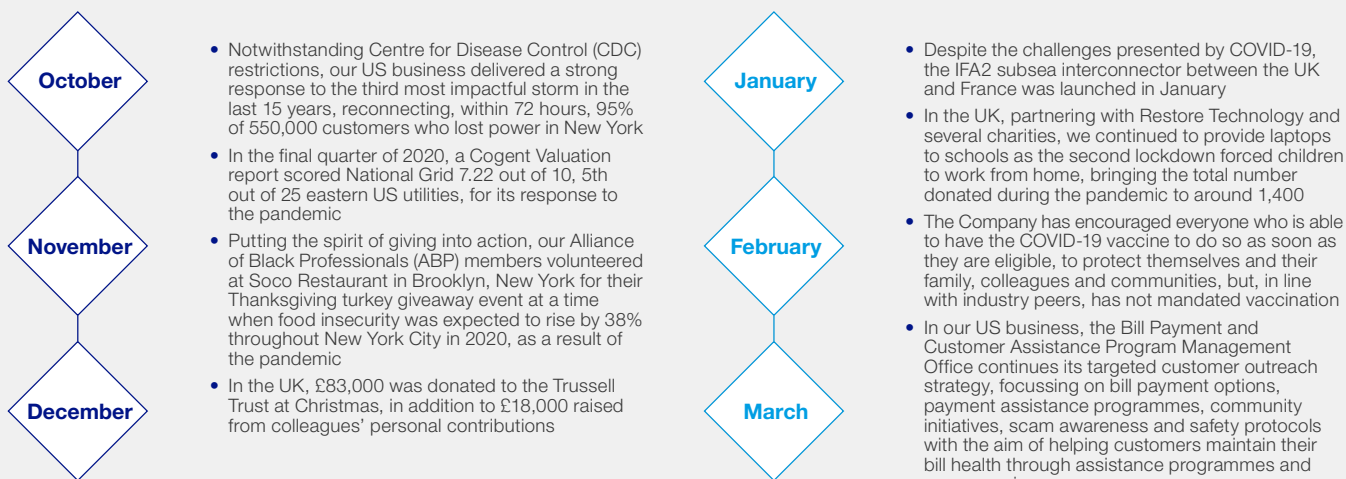 October
November
December
• Notwithstanding Centre for Disease Control (CDC)
restrictions, our US business delivered a strong
response to the third most impactful storm in the
last 15 years, reconnecting, within 72 hours, 95%
of 550,000 customers who lost power in New York
• In the final quarter of 2020, a Cogent Valuation
report scored National Grid 7.22 out of 10, 5th
out of 25 eastern US utilities, for its response to
the pandemic
• Putting the spirit of giving into action, our Alliance
of Black Professionals (ABP) members volunteered
at Soco Restaurant in Brooklyn, New York for their
Thanksgiving turkey giveaway event at a time
when food insecurity was expected to rise by 38%
throughout New York City in 2020, as a result of
the pandemic
• In the UK, £83,000 was donated to the Trussell
Trust at Christmas, in addition to £18,000 raised
from colleagues’ personal contributions
January
February
March
• Despite the challenges presented by COVID-19,
the IFA2 subsea interconnector between the UK
and France was launched in January
• In the UK, partnering with Restore Technology and
several charities, we continued to provide laptops
to schools as the second lockdown forced children
to work from home, bringing the total number
donated during the pandemic to around 1,400
• The Company has encouraged everyone who is able
to have the COVID-19 vaccine to do so as soon as
they are eligible, to protect themselves and their
family, colleagues and communities, but, in line
with industry peers, has not mandated vaccination
• In our US business, the Bill Payment and
Customer Assistance Program Management
Office continues its targeted customer outreach
strategy, focussing on bill payment options,
payment assistance programmes, community
initiatives, scam awareness and safety protocols
with the aim of helping customers maintain their
bill health through assistance programmes and